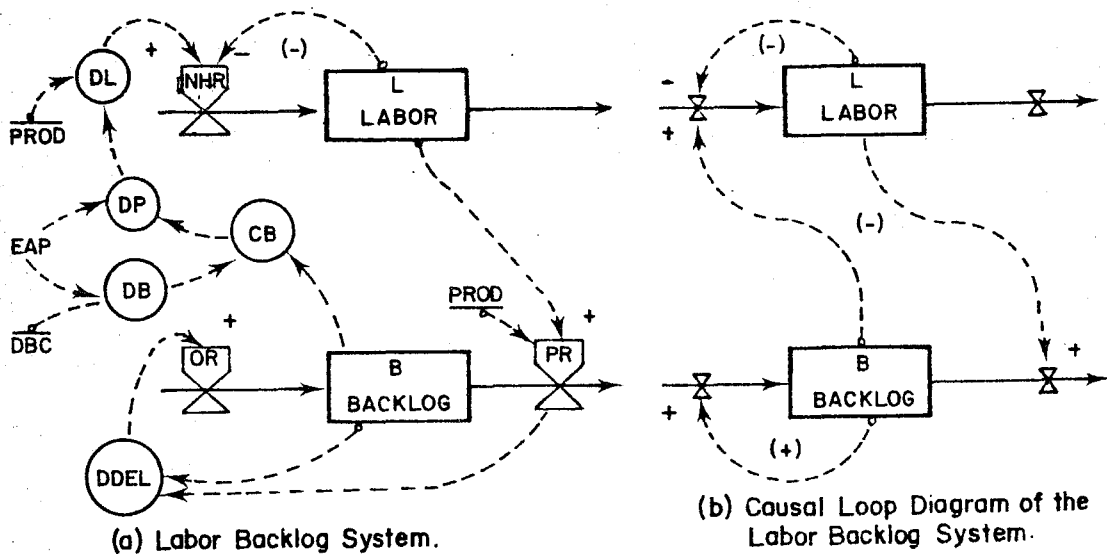 DL
+
NHR
−
(-)
L
LABOR
PROD
DP
EAP
CB
DB
DBC
PROD
+
+
OR
PR
B
BACKLOG
DDEL
(a) Labor Backlog System.
(-)
-
+
L
LABOR
(-)
B
BACKLOG
+
+
(+)
(b) Causal Loop Diagram of the
Labor Backlog System.